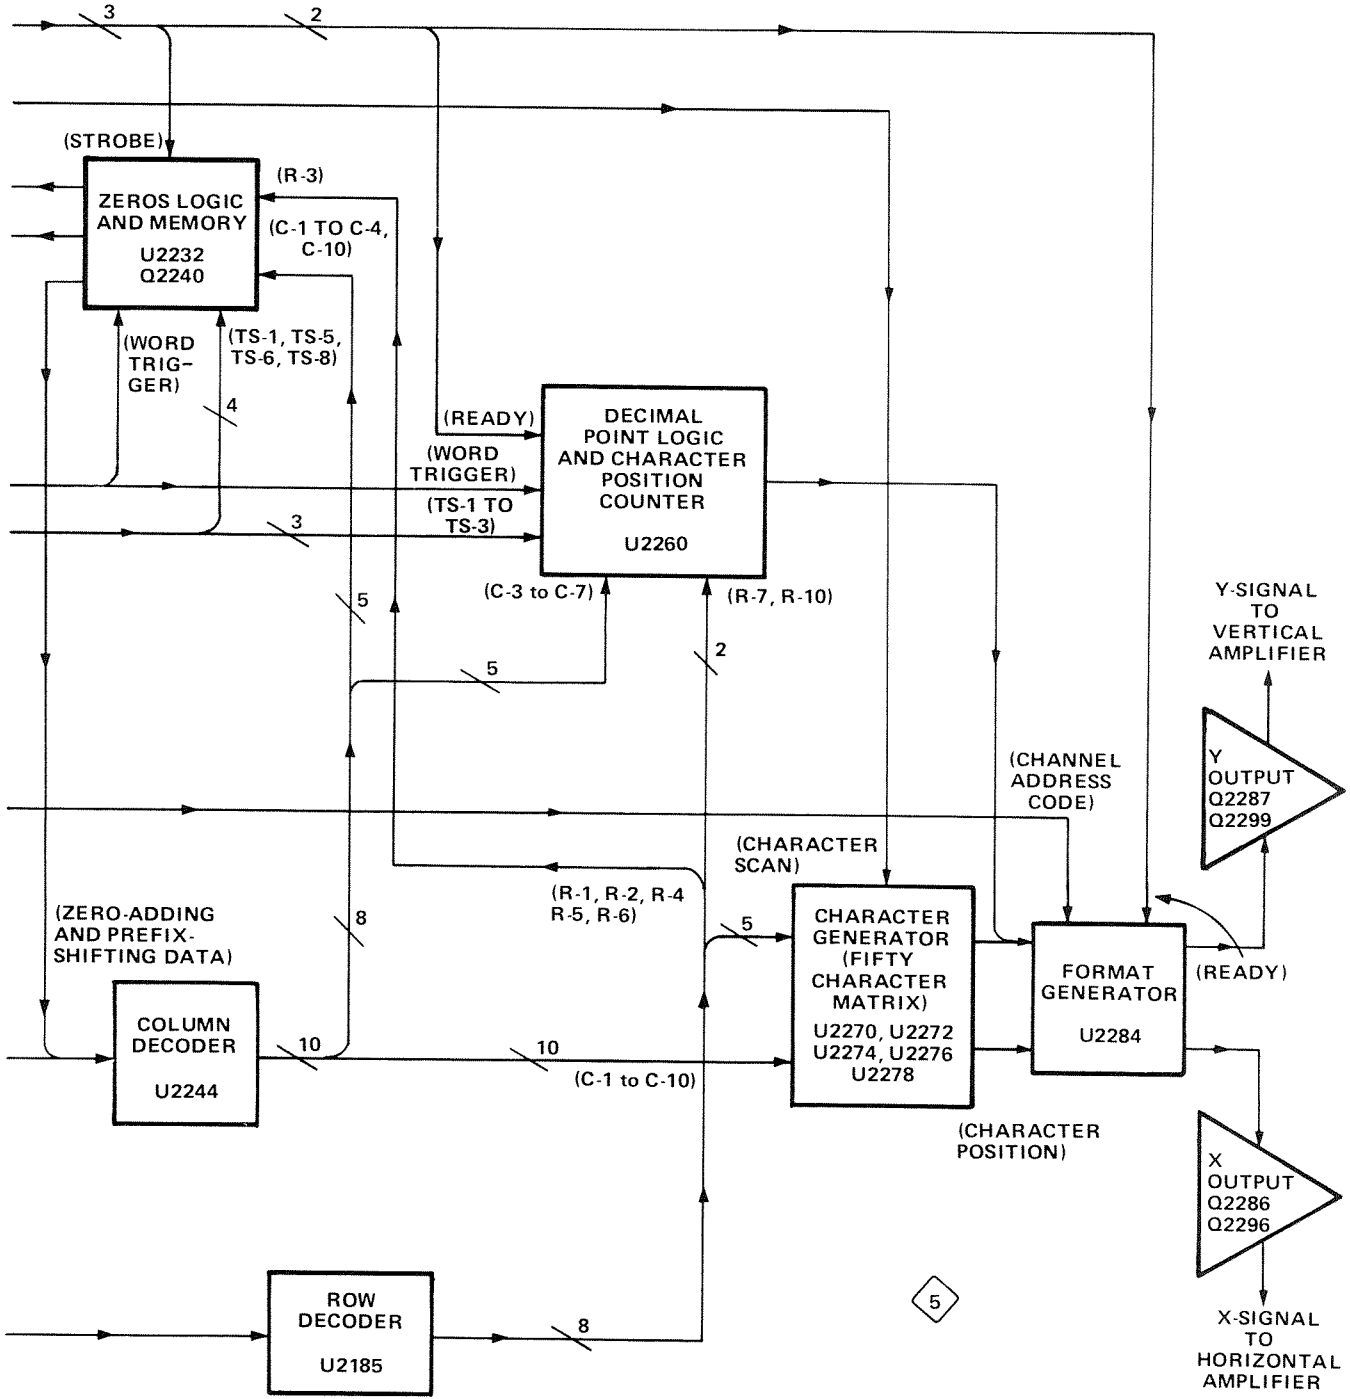 3
2
(STROBE)
ZEROS LOGIC
AND MEMORY
U2232
Q2240
(R-3)
(C-1 TO C-4,
C-10)
(WORD
TRIG-
GER)
(TS-1, TS-5,
TS-6, TS-8)
4
(READY)
(WORD
TRIGGER)
(TS-1 TO
TS-3)
3
DECIMAL
POINT LOGIC
AND CHARACTER
POSITION
COUNTER
U2260
(C-3 to C-7)
(R-7, R-10)
5
5
2
Y-SIGNAL
TO
VERTICAL
AMPLIFIER
Y
OUTPUT
Q2287
Q2299
(CHANNEL
ADDRESS
CODE)
(CHARACTER
SCAN)
(R-1, R-2, R-4
R-5, R-6)
8
5
(ZERO-ADDING
AND PREFIX-
SHIFTING DATA)
COLUMN
DECODER
U2244
10
10
(C-1 to C-10)
CHARACTER
GENERATOR
(FIFTY
CHARACTER
MATRIX)
U2270, U2272
U2274, U2276
U2278
FORMAT
GENERATOR
U2284
(READY)
(CHARACTER
POSITION)
X
OUTPUT
Q2286
Q2296
ROW
DECODER
U2185
8
5
X-SIGNAL
TO
HORIZONTAL
AMPLIFIER